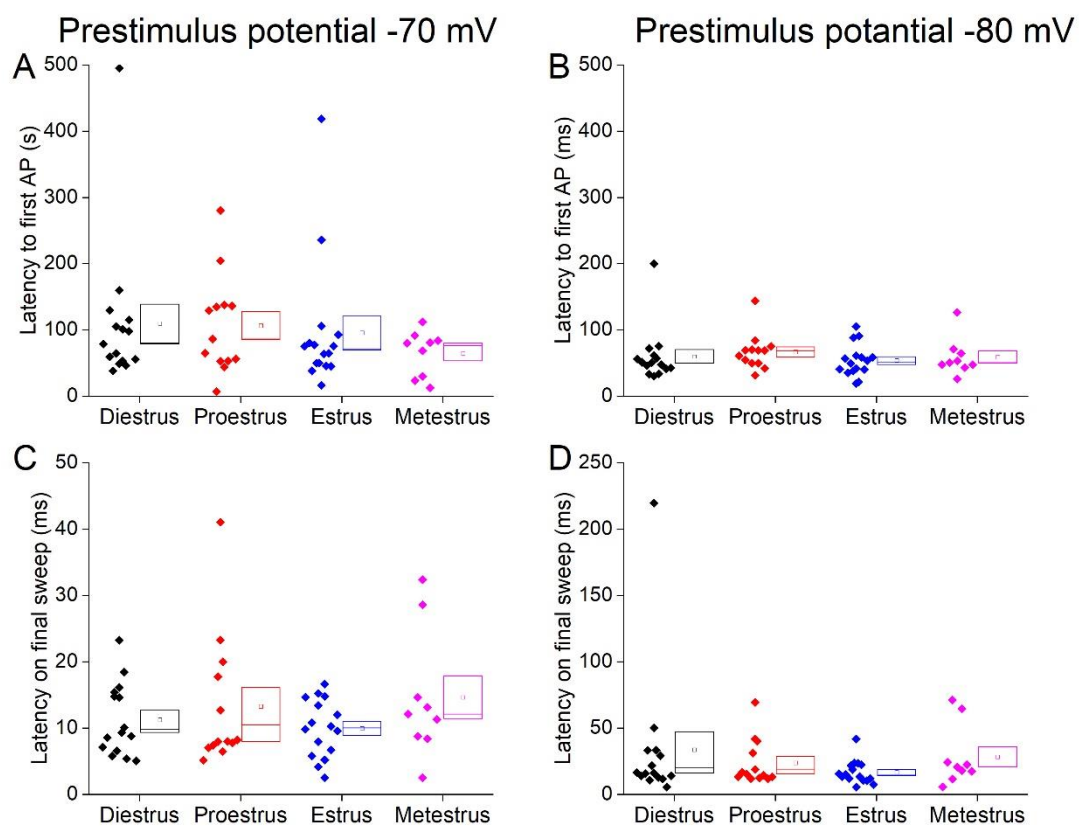 Prestimulus potential -70 mV
Prestimulus potantial -80 mV
A
Latency to first AP (s)
500
400
300
200
100
0
Diestrus Proestrus Estrus Metestrus
B
Latency to first AP (ms)
500
400
300
200
100
0
Diestrus Proestrus Estrus Metestrus
C
Latency on final sweep (ms)
50
40
30
20
10
0
Diestrus Proestrus Estrus Metestrus
D
Latency on final sweep (ms)
250
200
150
100
50
0
Diestrus Proestrus Estrus Metestrus